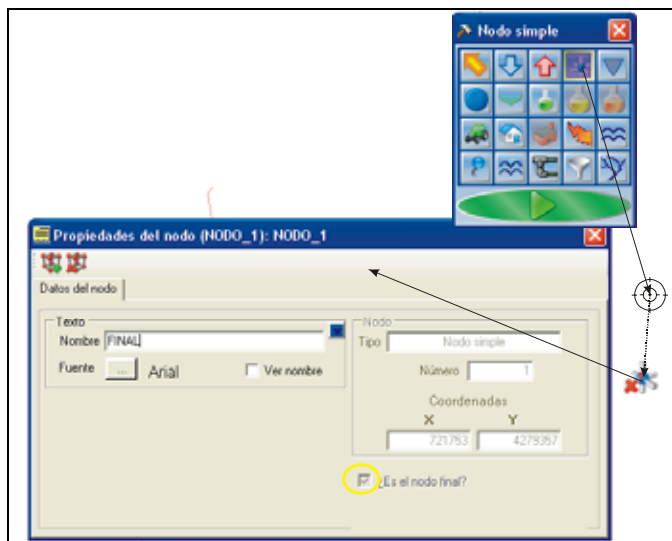 Nodo simple
Propiedades del nodo (NODO_1): NODO_1
Datos del nodo
Texto
Nombre FINAL
Fuente ... Arial Ver nombre
Nodo
Tipo Nodo simple
Número 1
Coordenadas
X Y
721753 4279357
¿Es el nodo final?